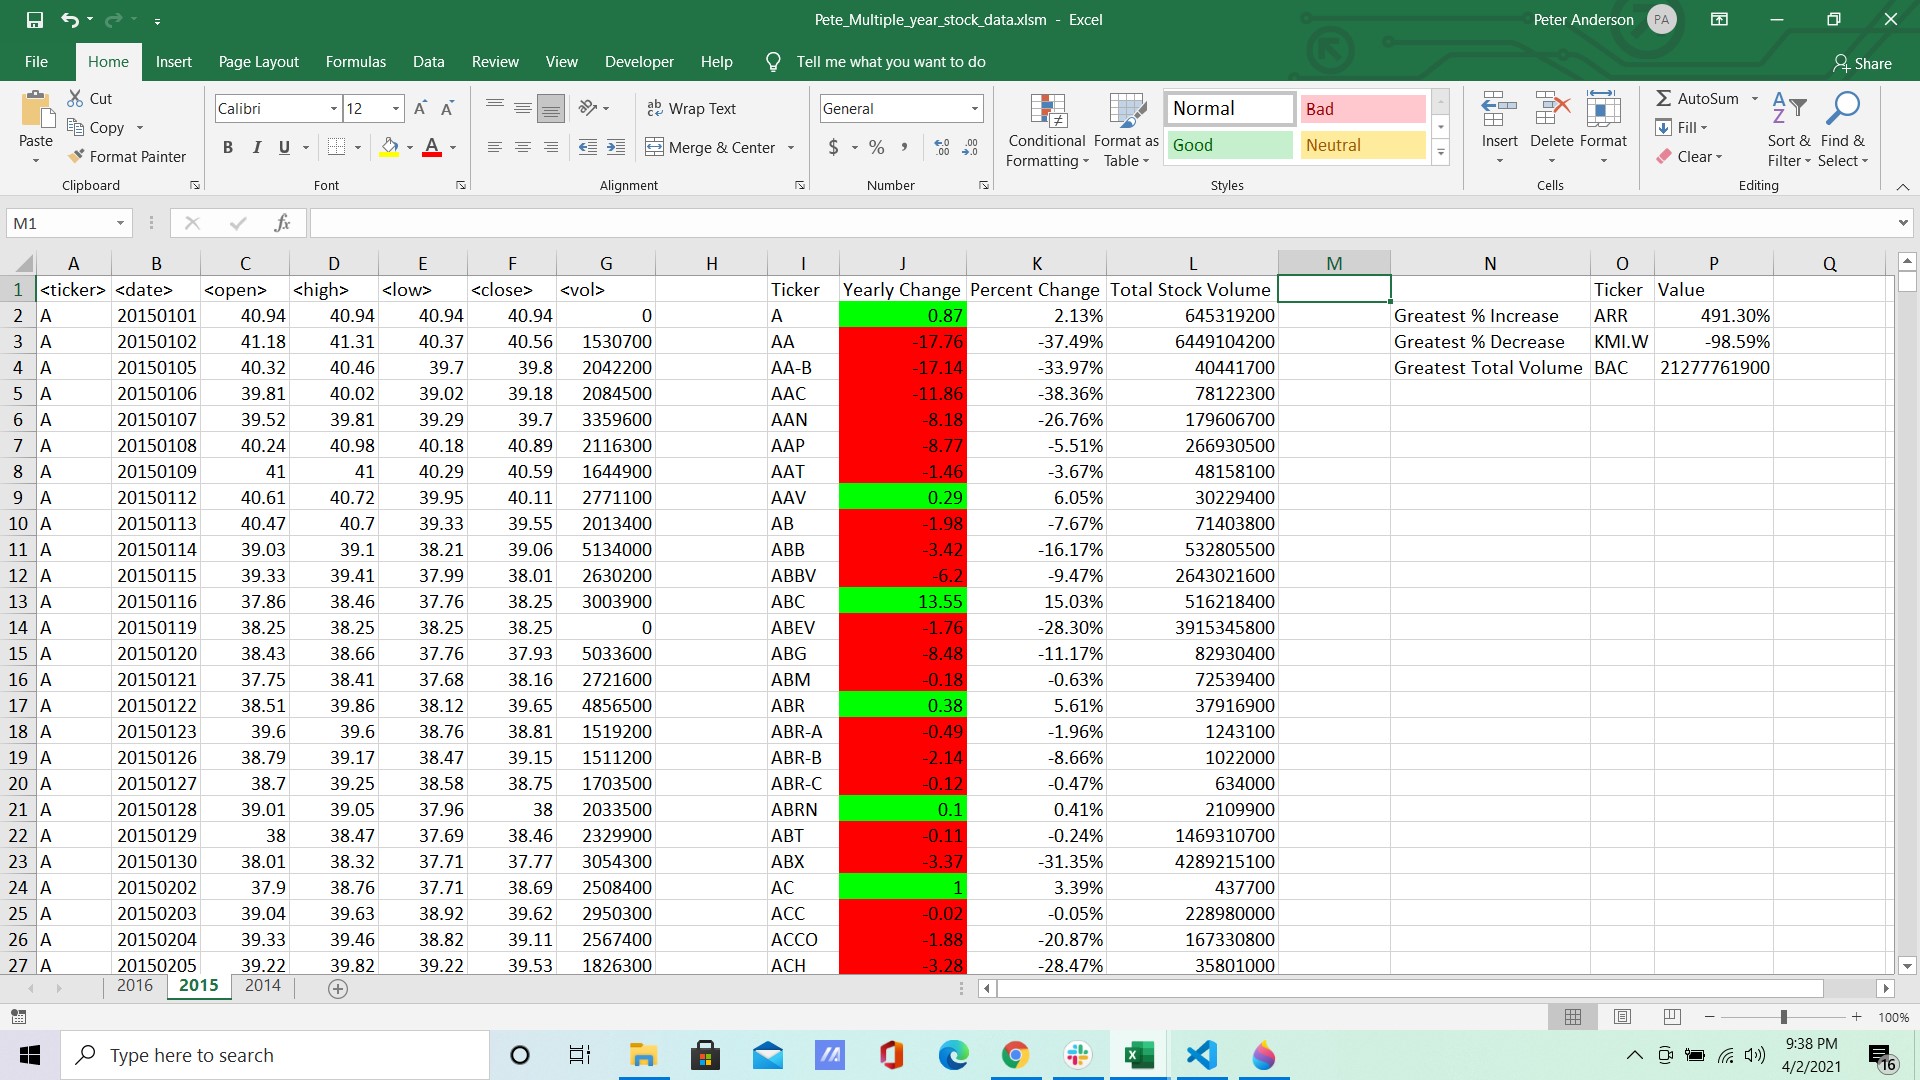 Pete_Multiple_year_stock_data.xlsm - Excel
Peter Anderson PA
File Home Insert Page Layout Formulas Data Review View Developer Help Tell me what you want to do Share
Paste Cut Copy Format Painter Clipboard
Calibri 12 B I U A Font
Wrap Text Merge & Center Alignment
General $ % , Number
Conditional Formatting Format as Table Normal Bad Good Neutral Styles
Insert Delete Format Cells
AutoSum Fill Clear Sort & Filter Find & Select Editing
M1 fx
A B C D E F G H I J K L M N O P Q
1 <ticker> <date> <open> <high> <low> <close> <vol> Ticker Yearly Change Percent Change Total Stock Volume Ticker Value
2 A 20150101 40.94 40.94 40.94 40.94 0 A 0.87 2.13% 645319200 Greatest % Increase ARR 491.30%
3 A 20150102 41.18 41.31 40.37 40.56 1530700 AA -17.76 -37.49% 6449104200 Greatest % Decrease KMI.W -98.59%
4 A 20150105 40.32 40.46 39.7 39.8 2042200 AA-B -17.14 -33.97% 40441700 Greatest Total Volume BAC 21277761900
5 A 20150106 39.81 40.02 39.02 39.18 2084500 AAC -11.86 -38.36% 78122300
6 A 20150107 39.52 39.81 39.29 39.7 3359600 AAN -8.18 -26.76% 179606700
7 A 20150108 40.24 40.98 40.18 40.89 2116300 AAP -8.77 -5.51% 266930500
8 A 20150109 41 41 40.29 40.59 1644900 AAT -1.46 -3.67% 48158100
9 A 20150112 40.61 40.72 39.95 40.11 2771100 AAV 0.29 6.05% 30229400
10 A 20150113 40.47 40.7 39.33 39.55 2013400 AB -1.98 -7.67% 71403800
11 A 20150114 39.03 39.1 38.21 39.06 5134000 ABB -3.42 -16.17% 532805500
12 A 20150115 39.33 39.41 37.99 38.01 2630200 ABBV -6.2 -9.47% 2643021600
13 A 20150116 37.86 38.46 37.76 38.25 3003900 ABC 13.55 15.03% 516218400
14 A 20150119 38.25 38.25 38.25 38.25 0 ABEV -1.76 -28.30% 3915345800
15 A 20150120 38.43 38.66 37.76 37.93 5033600 ABG -8.48 -11.17% 82930400
16 A 20150121 37.75 38.41 37.68 38.16 2721600 ABM -0.18 -0.63% 72539400
17 A 20150122 38.51 39.86 38.12 39.65 4856500 ABR 0.38 5.61% 37916900
18 A 20150123 39.6 39.6 38.76 38.81 1519200 ABR-A -0.49 -1.96% 1243100
19 A 20150126 38.79 39.17 38.47 39.15 1511200 ABR-B -2.14 -8.66% 1022000
20 A 20150127 38.7 39.25 38.58 38.75 1703500 ABR-C -0.12 -0.47% 634000
21 A 20150128 39.01 39.05 37.96 38 2033500 ABRN 0.1 0.41% 2109900
22 A 20150129 38 38.47 37.69 38.46 2329900 ABT -0.11 -0.24% 1469310700
23 A 20150130 38.01 38.32 37.71 37.77 3054300 ABX -3.37 -31.35% 4289215100
24 A 20150202 37.9 38.76 37.71 38.69 2508400 AC 1 3.39% 437700
25 A 20150203 39.04 39.63 38.92 39.62 2950300 ACC -0.02 -0.05% 228980000
26 A 20150204 39.33 39.46 38.82 39.11 2567400 ACCO -1.88 -20.87% 167330800
27 A 20150205 39.22 39.82 39.22 39.53 1826300 ACH -3.28 -28.47% 35801000
2016 2015 2014
100%
Type here to search
9:38 PM
4/2/2021
16